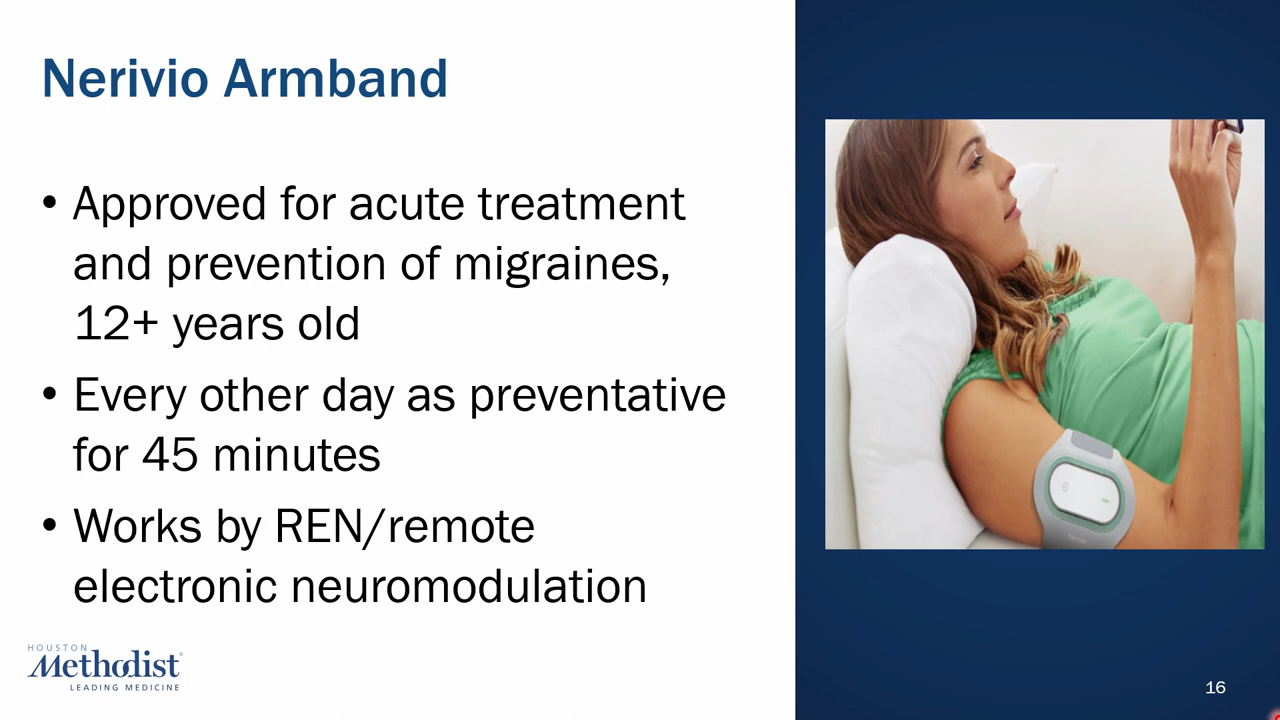 Nerivio Armband
• Approved for acute treatment
and prevention of migraines,
12+ years old
• Every other day as preventative
for 45 minutes
• Works by REN/remote
electronic neuromodulation
HOUSTON
Methodist®
LEADING MEDICINE
Nerivio
16